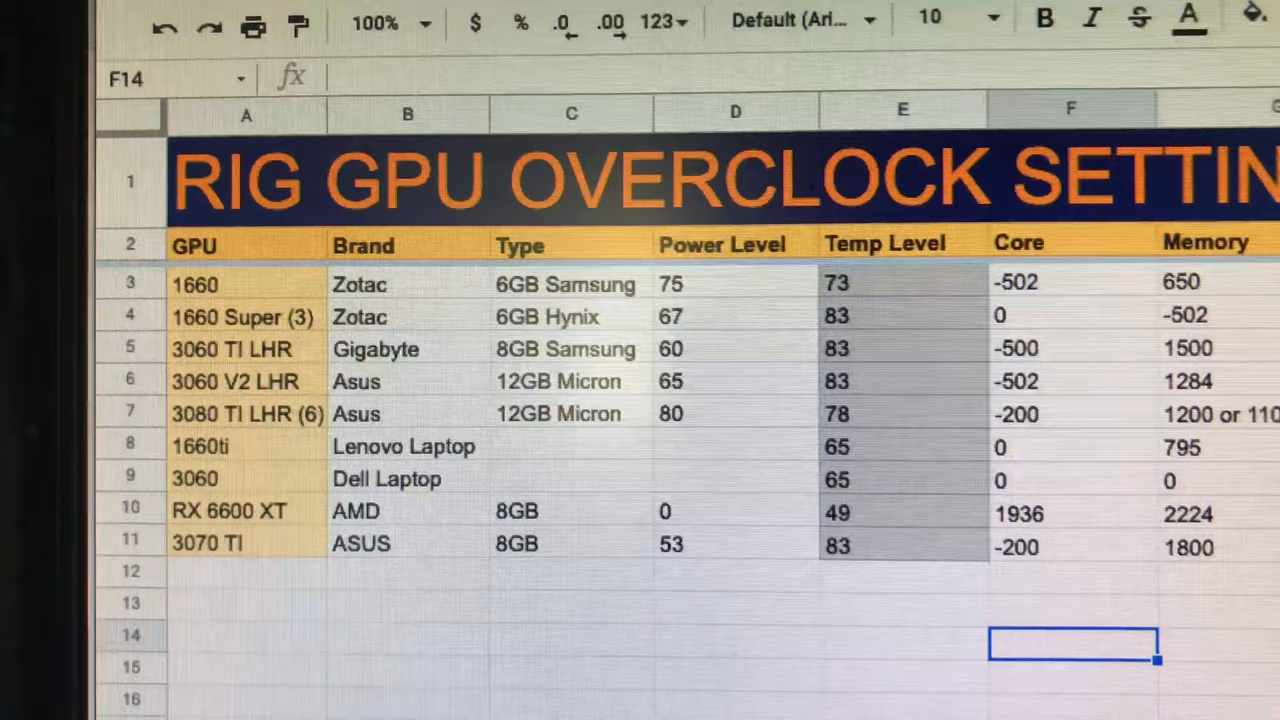 100% $ % .0 .00 123 Default (Ari... 10 B I S A
F14 fx
A B C D E F
1 RIG GPU OVERCLOCK SETTIN
2 GPU Brand Type Power Level Temp Level Core Memory
3 1660 Zotac 6GB Samsung 75 73 -502 650
4 1660 Super (3) Zotac 6GB Hynix 67 83 0 -502
5 3060 TI LHR Gigabyte 8GB Samsung 60 83 -500 1500
6 3060 V2 LHR Asus 12GB Micron 65 83 -502 1284
7 3080 TI LHR (6) Asus 12GB Micron 80 78 -200 1200 or 110
8 1660ti Lenovo Laptop 65 0 795
9 3060 Dell Laptop 65 0 0
10 RX 6600 XT AMD 8GB 0 49 1936 2224
11 3070 TI ASUS 8GB 53 83 -200 1800
12
13
14
15
16